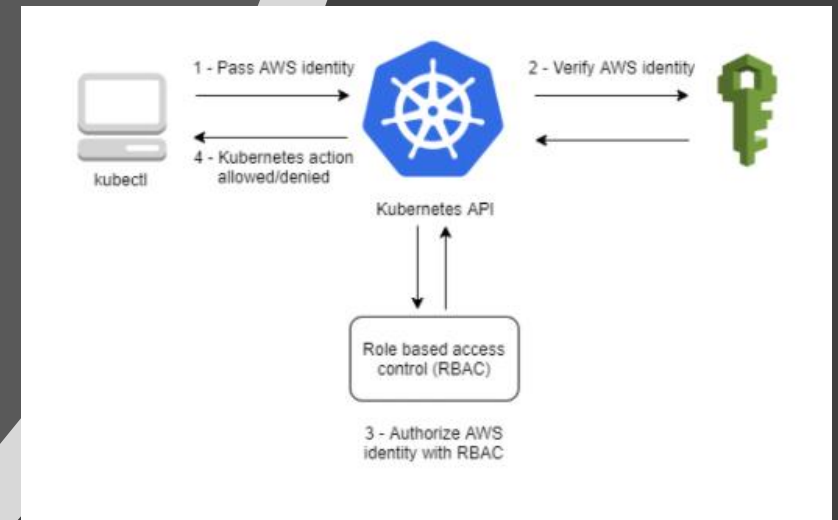 1 - Pass AWS identity
2 - Verify AWS identity
4 - Kubernetes action
allowed/denied
kubectl
Kubernetes API
Role based access
control (RBAC)
3 - Authorize AWS
identity with RBAC